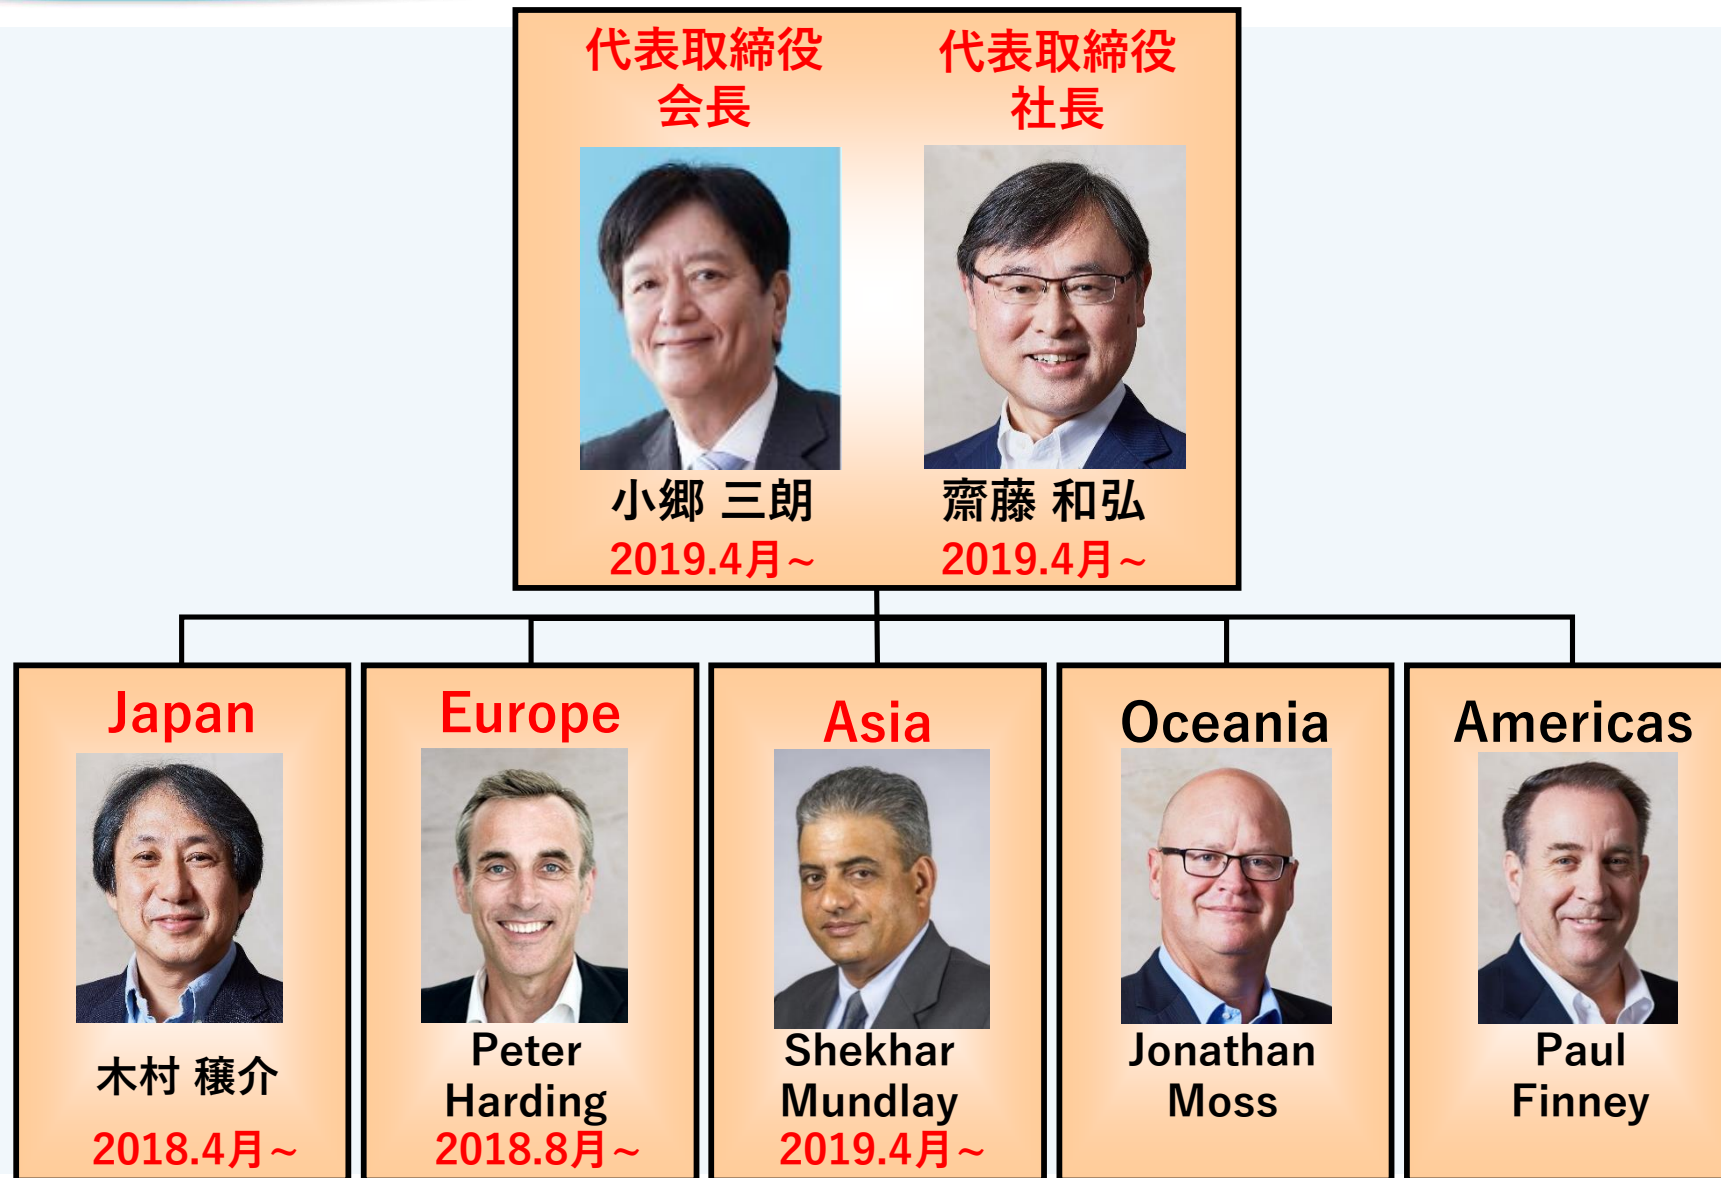 代表取締役
会長
代表取締役
社長
小郷 三朗
齋藤 和弘
2019.4月~
2019.4月~
Japan
Europe
Asia
Oceania
Americas
木村 穣介
Peter
Harding
Shekhar
Mundlay
Jonathan
Moss
Paul
Finney
2018.4月~
2018.8月~
2019.4月~